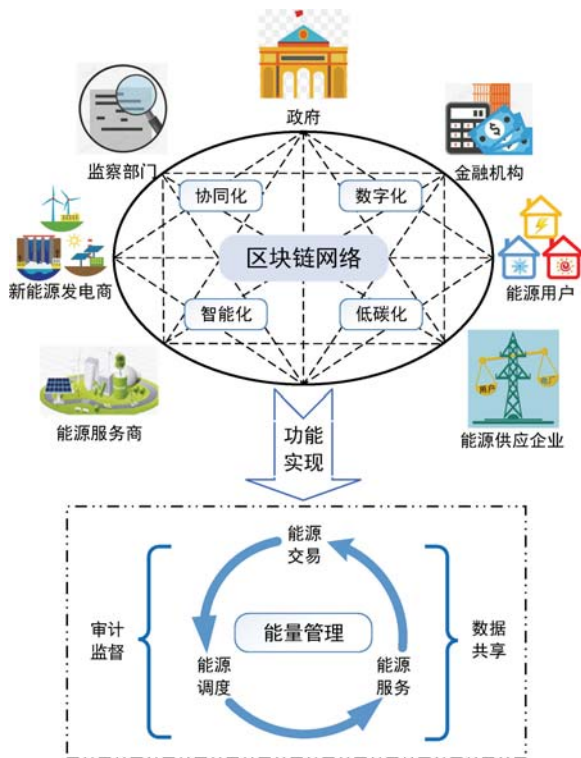 政府
监察部门
金融机构
协同化
数字化
区块链网络
新能源发电商
能源用户
智能化
低碳化
用户
电厂
能源服务商
能源供应企业
功能
实现
能源
交易
审计
监督
能量管理
数据
共享
能源
调度
能源
服务